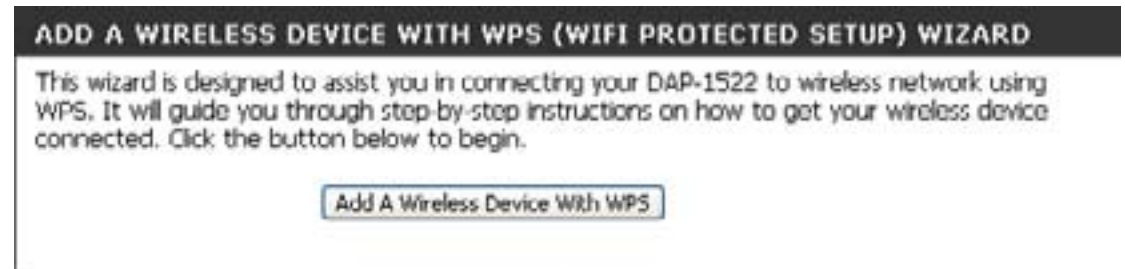 ADD A WIRELESS DEVICE WITH WPS (WIFI PROTECTED SETUP) WIZARD
This wizard is designed to assist you in connecting your DAP-1522 to wireless network using
WPS. It will guide you through step-by-step instructions on how to get your wireless device
connected. Click the button below to begin.
Add A Wireless Device With WPS